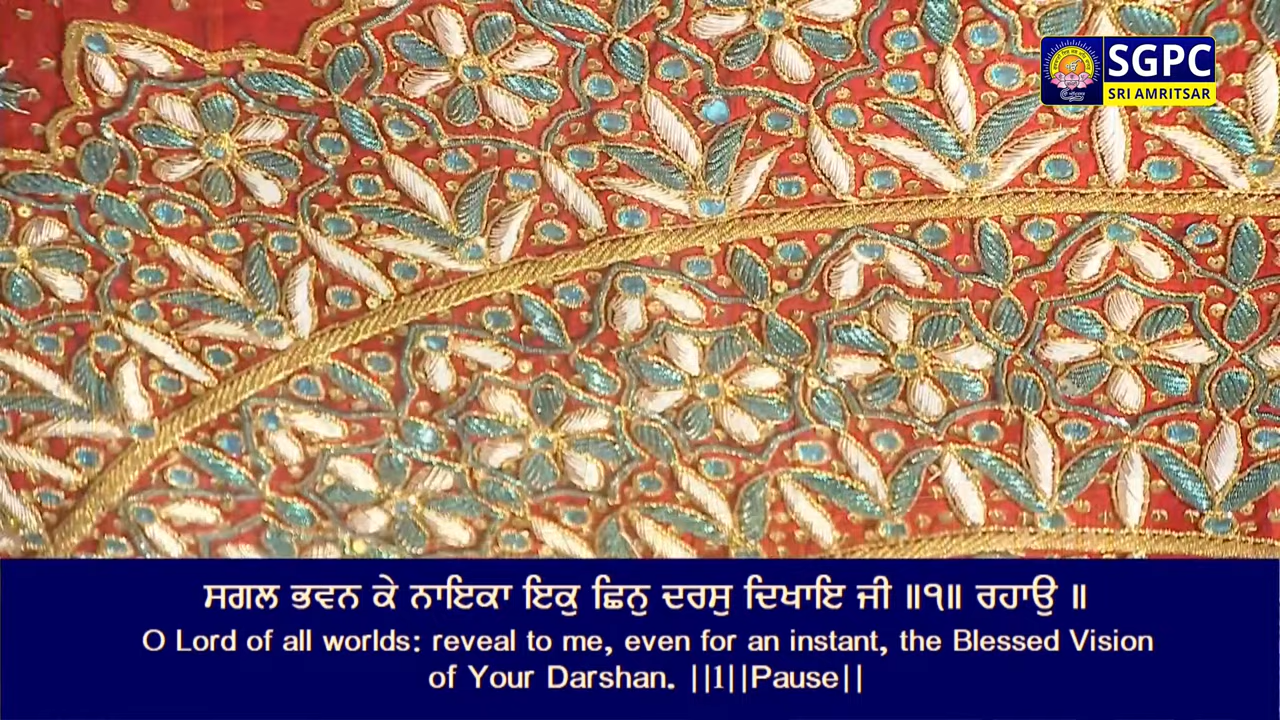 SGPC
SRI AMRITSAR
ਸਗਲ ਭਵਨ ਕੇ ਨਾਇਕਾ ਇਕੁ ਛਿਨੁ ਦਰਸੁ ਦਿਖਾਇ ਜੀ ॥੧॥ ਰਹਾਉ ॥
O Lord of all worlds: reveal to me, even for an instant, the Blessed Vision
of Your Darshan. ||1||Pause||